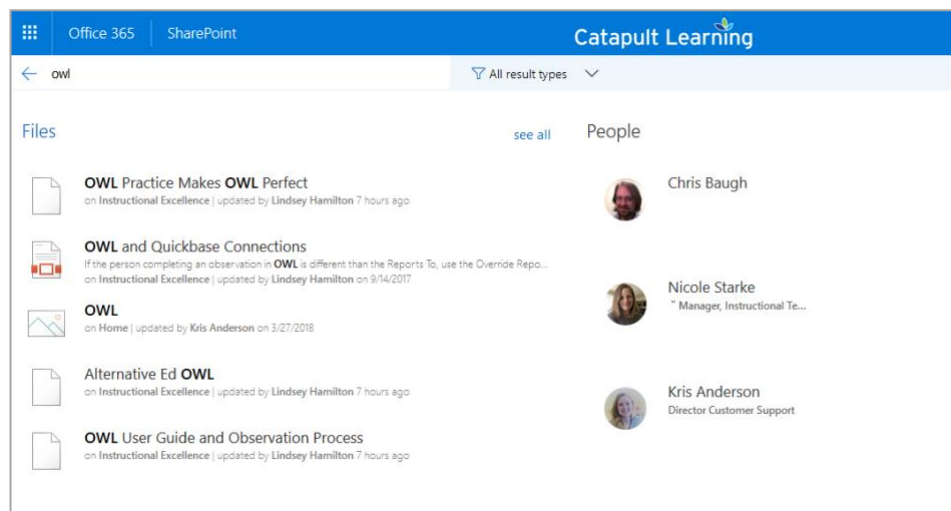 Office 365
SharePoint
Catapult Learning
owl
All result types
Files
see all
People
OWL Practice Makes OWL Perfect
on Instructional Excellence | updated by Lindsey Hamilton 7 hours ago
OWL and Quickbase Connections
If the person completing an observation in OWL is different than the Reports To, use the Override Repo...
on Instructional Excellence | updated by Lindsey Hamilton on 9/14/2017
OWL
on Home | updated by Kris Anderson on 3/27/2018
Alternative Ed OWL
on Instructional Excellence | updated by Lindsey Hamilton 7 hours ago
OWL User Guide and Observation Process
on Instructional Excellence | updated by Lindsey Hamilton 7 hours ago
Chris Baugh
Nicole Starke
" Manager, Instructional Te...
Kris Anderson
Director Customer Support